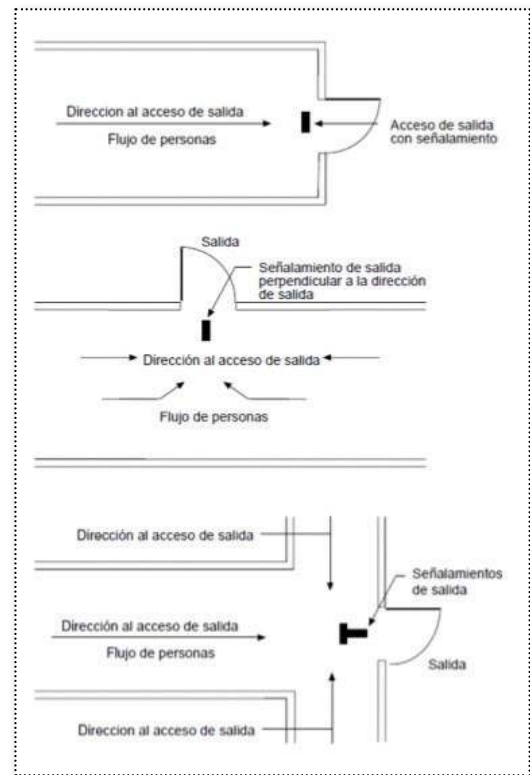 Direccion al acceso de salida
Flujo de personas
Acceso de salida
con señalamiento
Salida
Señalamiento de salida
perpendicular a la dirección
de salida
Dirección al acceso de salida
Flujo de personas
Dirección al acceso de salida
Señalamientos
de salida
Dirección al acceso de salida
Flujo de personas
Salida
Direccion al acceso de salida